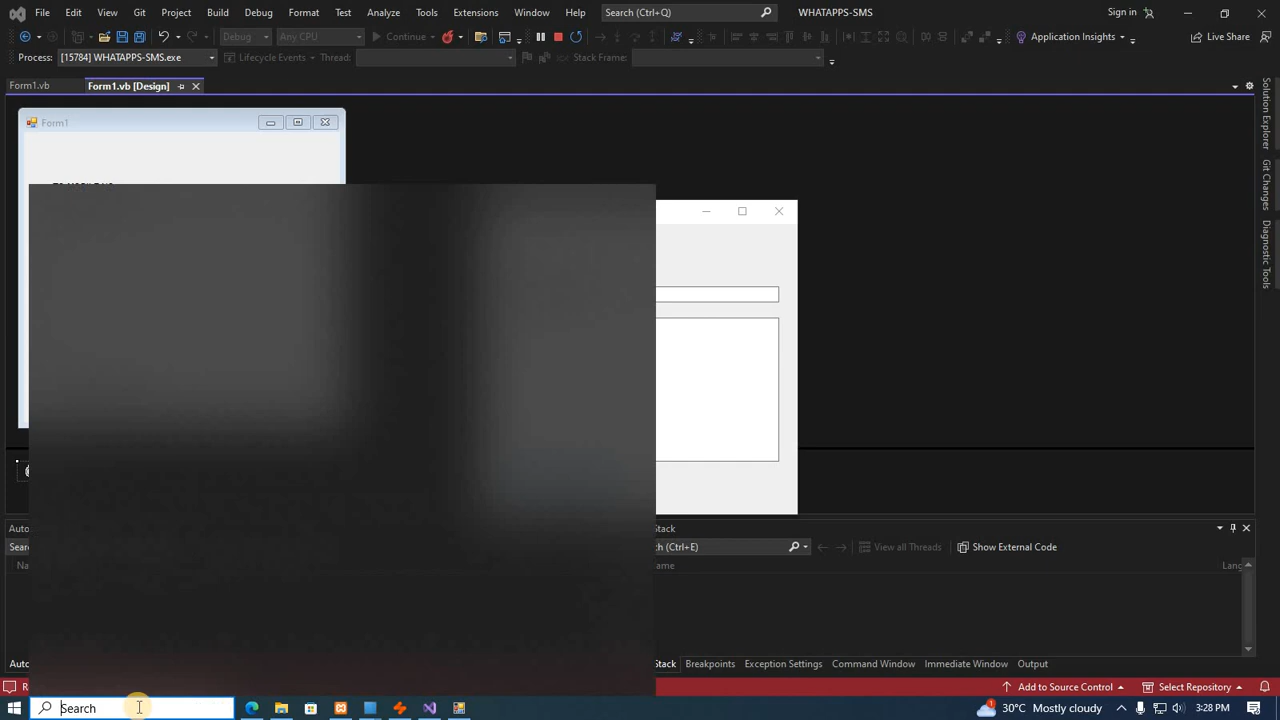 File Edit View Git Project Build Debug Format Test Analyze Tools Extensions Window Help Search (Ctrl+Q) WHATAPPS-SMS Sign in
Debug Any CPU Continue Application Insights Live Share
Process: [15784] WHATAPPS-SMS.exe Lifecycle Events Thread: Stack Frame:
Form1.vb Form1.vb [Design]
Solution Explorer
Git Changes
Diagnostic Tools
Form1
Stack
Show External Code
View all Threads
(Ctrl+E)
Lang
Stack Breakpoints Exception Settings Command Window Immediate Window Output
Add to Source Control Select Repository
Search 30°C Mostly cloudy 3:28 PM